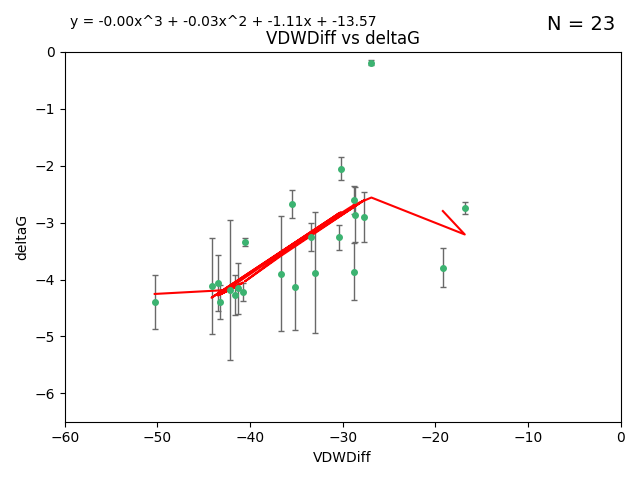 y = -0.00x^3 + -0.03x^2 + -1.11x + -13.57
N = 23
VDWDiff vs deltaG
0
−1
−2
−3
−4
−5
−6
deltaG
−60
−50
−40
−30
−20
−10
0
VDWDiff